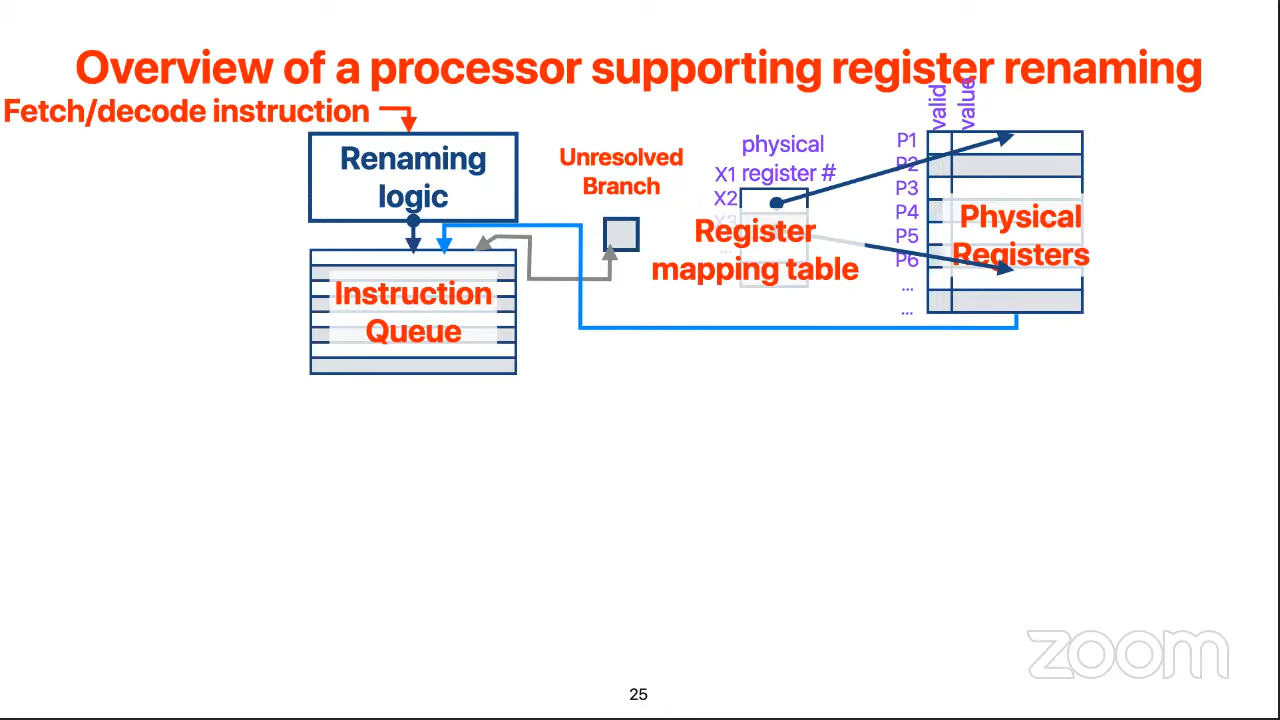 Overview of a processor supporting register renaming
Fetch/decode instruction
Renaming
logic
Unresolved
Branch
physical
register #
X1
X2
X3
...
Register
mapping table
valid
value
P1
P2
P3
P4
P5
P6
...
...
Physical
Registers
Instruction
Queue
zoom
25